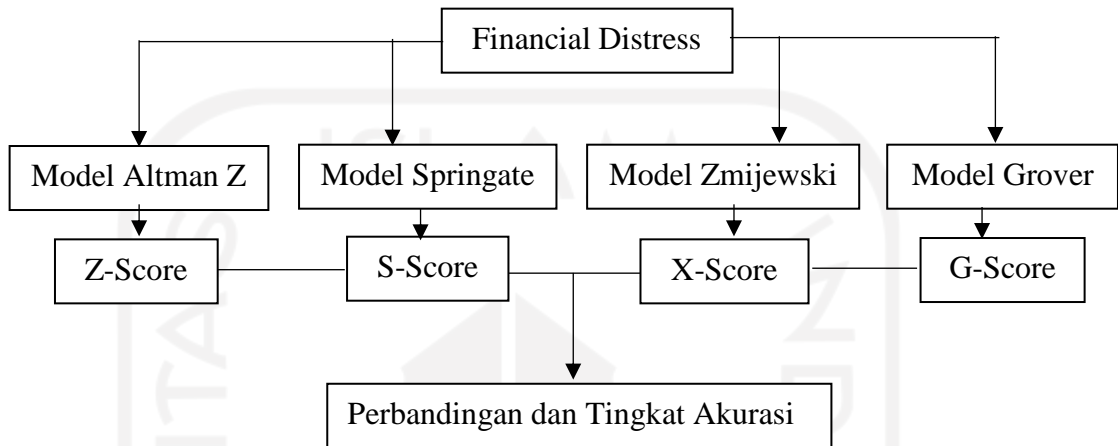 Financial Distress
Model Altman Z
Model Springate
Model Zmijewski
Model Grover
Z-Score
S-Score
X-Score
G-Score
Perbandingan dan Tingkat Akurasi